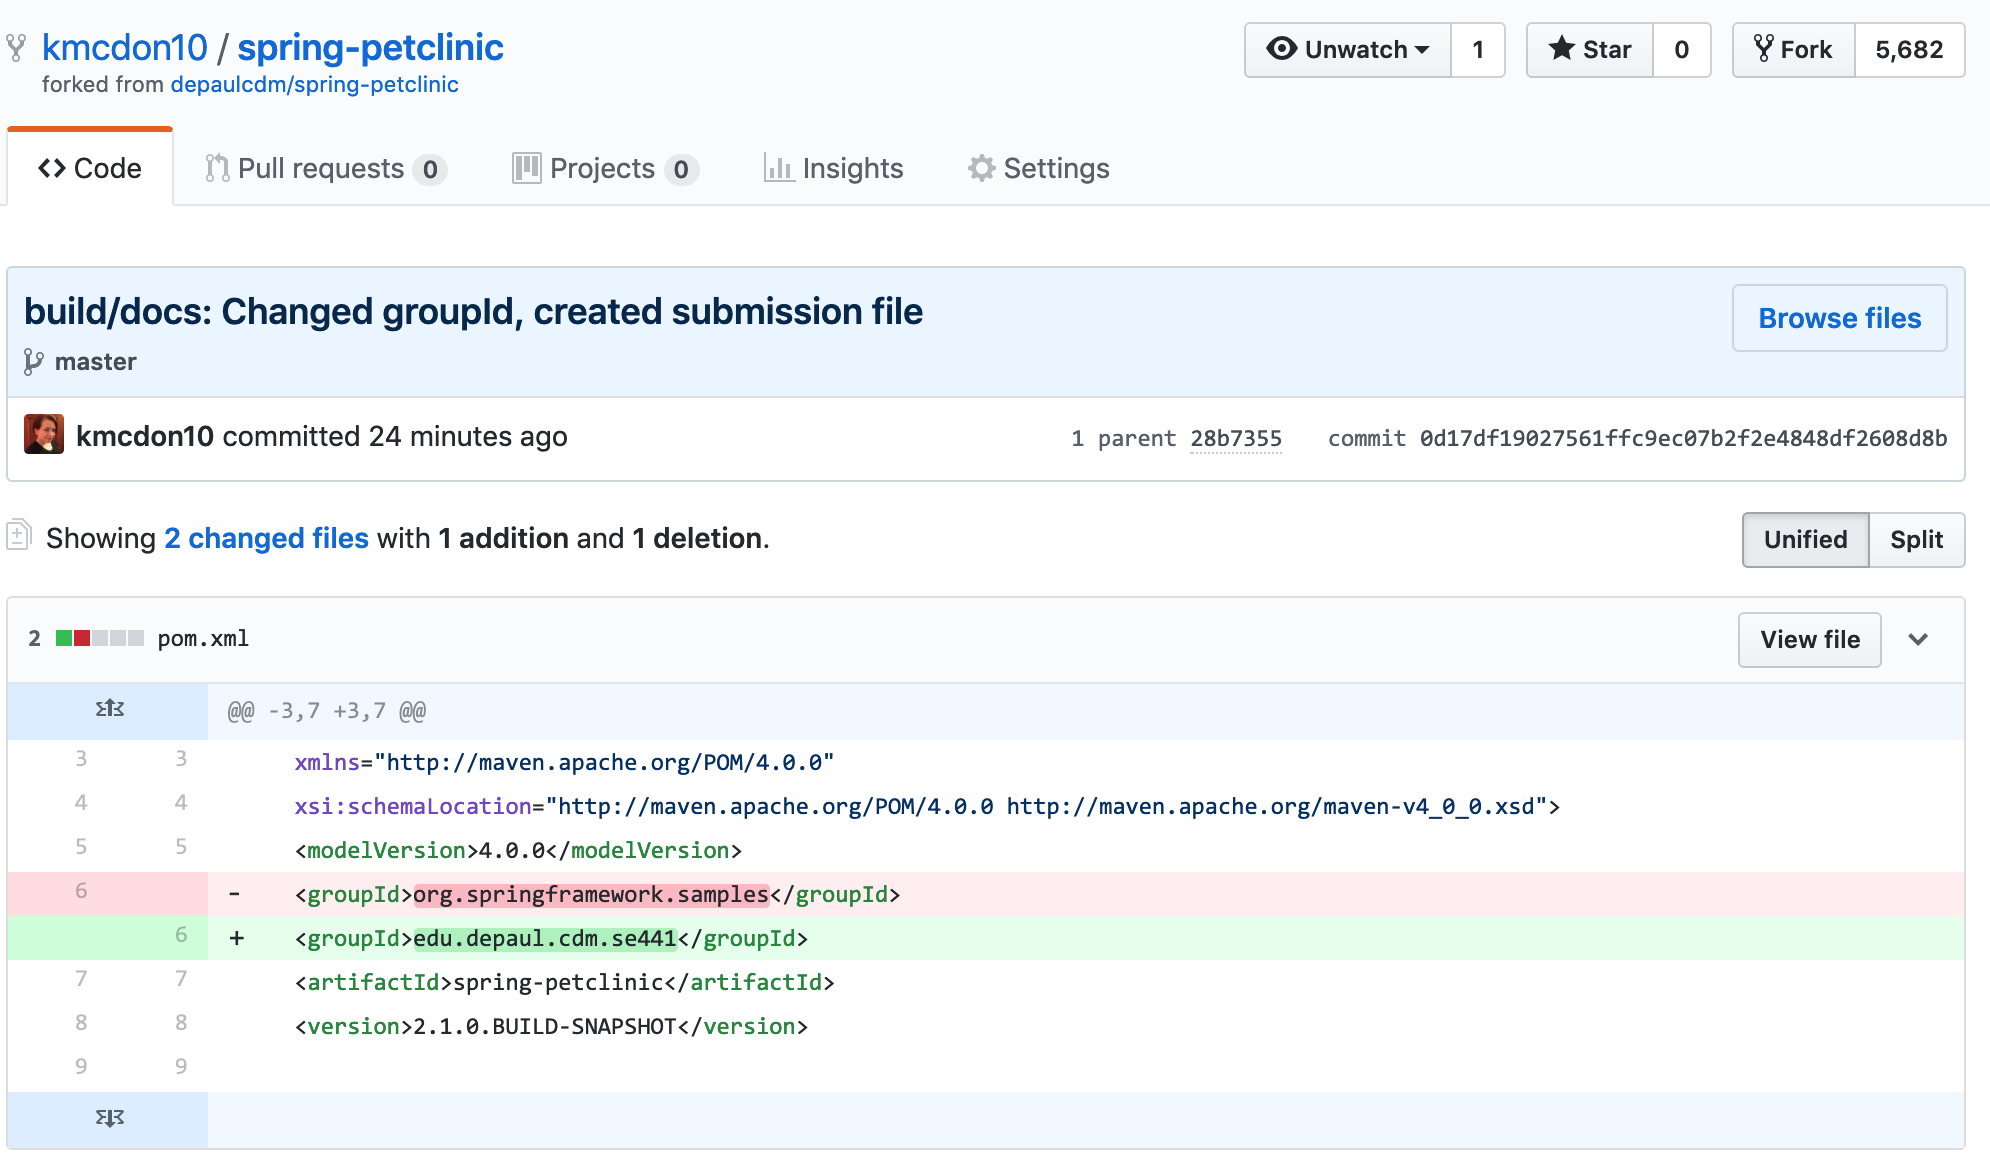 kmcdon10 / spring-petclinic
forked from depaulcdm/spring-petclinic
Unwatch 1 Star 0 Fork 5,682
Code Pull requests 0 Projects 0 Insights Settings
build/docs: Changed groupId, created submission file
Browse files
master
kmcdon10 committed 24 minutes ago 1 parent 28b7355 commit 0d17df19027561ffc9ec07b2f2e4848df2608d8b
Showing 2 changed files with 1 addition and 1 deletion.
Unified Split
2 pom.xml View file
@@ -3,7 +3,7 @@
3 3 xmlns="http://maven.apache.org/POM/4.0.0"
4 4 xsi:schemaLocation="http://maven.apache.org/POM/4.0.0 http://maven.apache.org/maven-v4_0_0.xsd">
5 5 <modelVersion>4.0.0</modelVersion>
6 - <groupId>org.springframework.samples</groupId>
6 + <groupId>edu.depaul.cdm.se441</groupId>
7 7 <artifactId>spring-petclinic</artifactId>
8 8 <version>2.1.0.BUILD-SNAPSHOT</version>
9 9